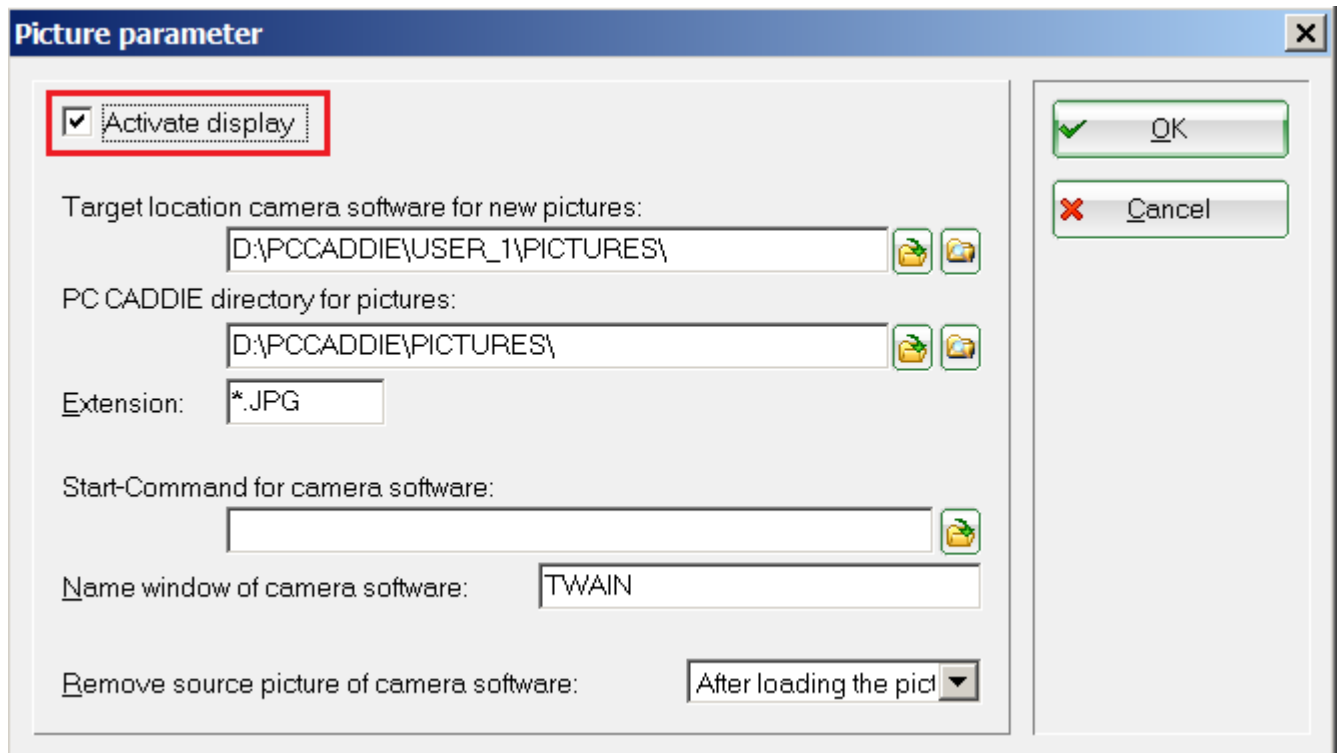 Picture parameter
Activate display
OK
Cancel
Target location camera software for new pictures:
D:\PCCADDIE\USER_1\PICTURES\
PC CADDIE directory for pictures:
D:\PCCADDIE\PICTURES\
Extension: *.JPG
Start-Command for camera software:
Name window of camera software: TWAIN
Remove source picture of camera software: After loading the pict